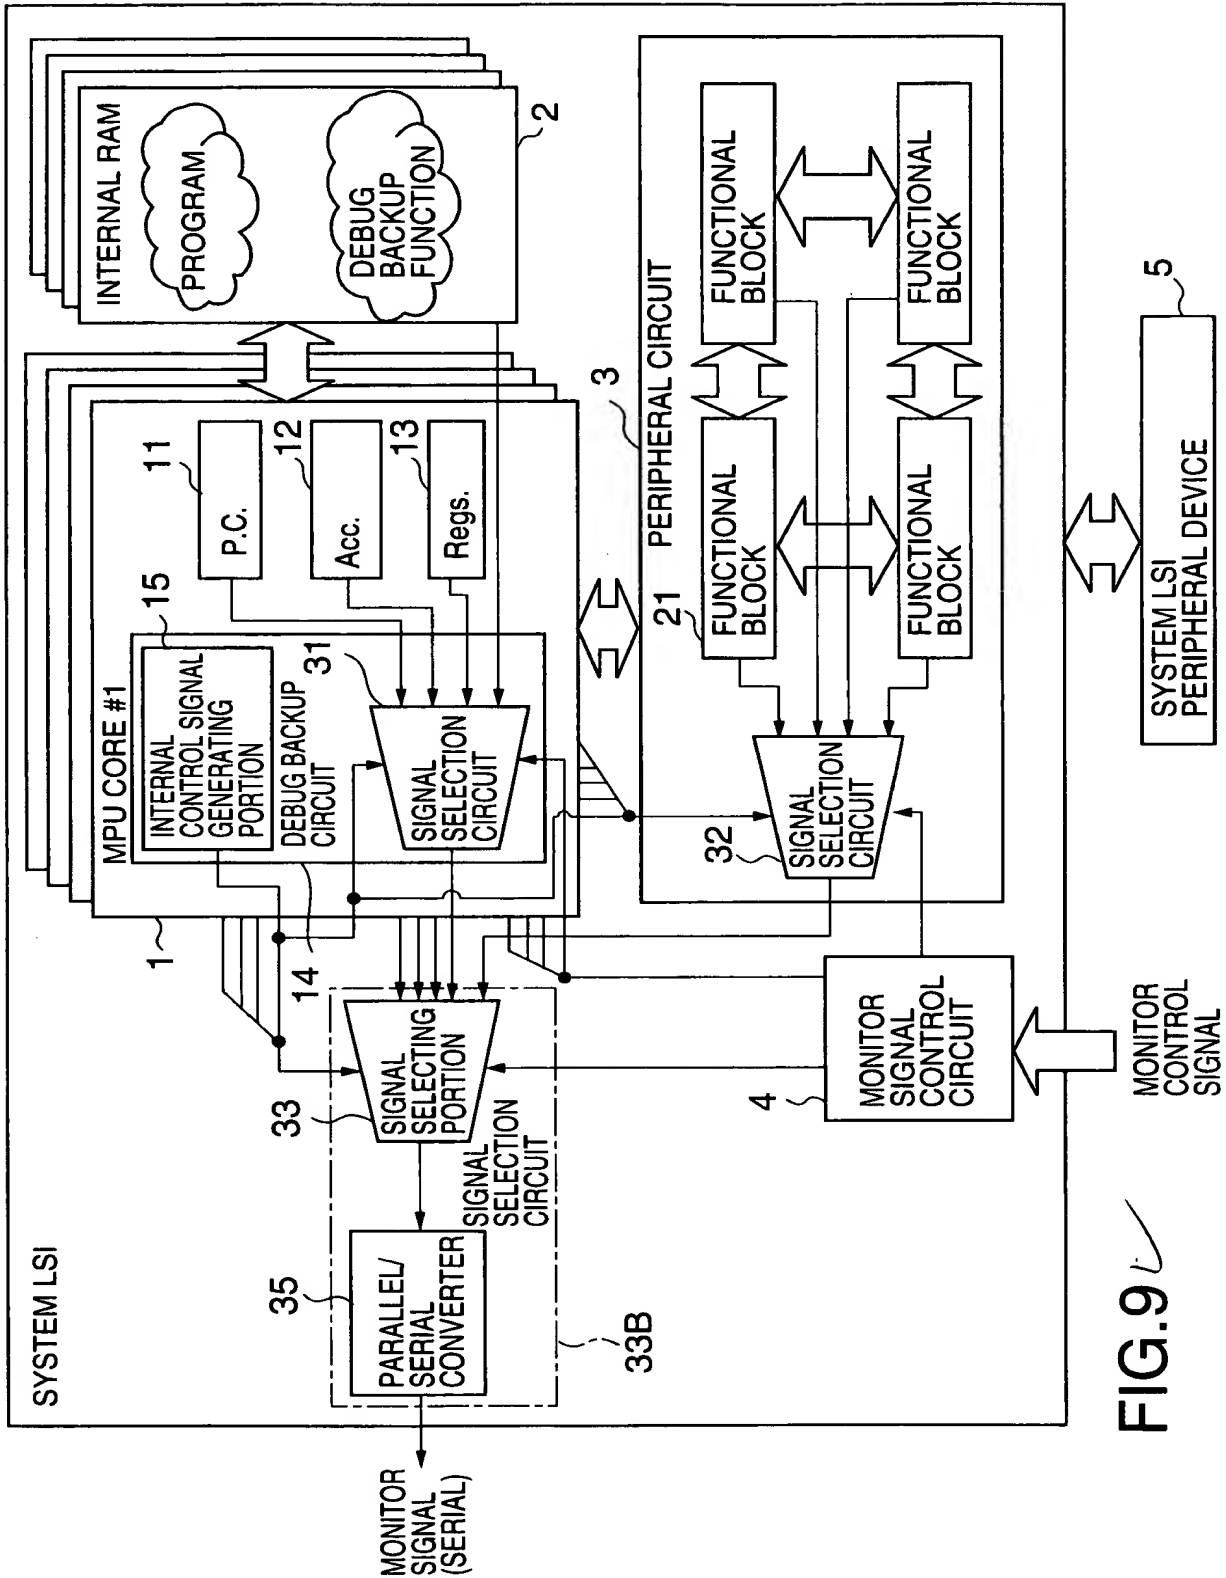 SYSTEM LSI
INTERNAL RAM
PROGRAM
DEBUG
BACKUP
FUNCTION
2
MPU CORE #1
1
INTERNAL
CONTROL SIGNAL
GENERATING
PORTION
15
DEBUG BACKUP
CIRCUIT
14
P.C.
11
Acc.
12
Regs.
13
SIGNAL
SELECTION
CIRCUIT
31
PERIPHERAL CIRCUIT
3
FUNCTIONAL
BLOCK
21
FUNCTIONAL
BLOCK
FUNCTIONAL
BLOCK
FUNCTIONAL
BLOCK
SIGNAL
SELECTION
CIRCUIT
32
SIGNAL
SELECTING
PORTION
33
SIGNAL
SELECTION
CIRCUIT
PARALLEL/
SERIAL
CONVERTER
35
33B
MONITOR
SIGNAL
(SERIAL)
MONITOR
SIGNAL
CONTROL
CIRCUIT
4
MONITOR
CONTROL
SIGNAL
SYSTEM LSI
PERIPHERAL DEVICE
5
FIG.9